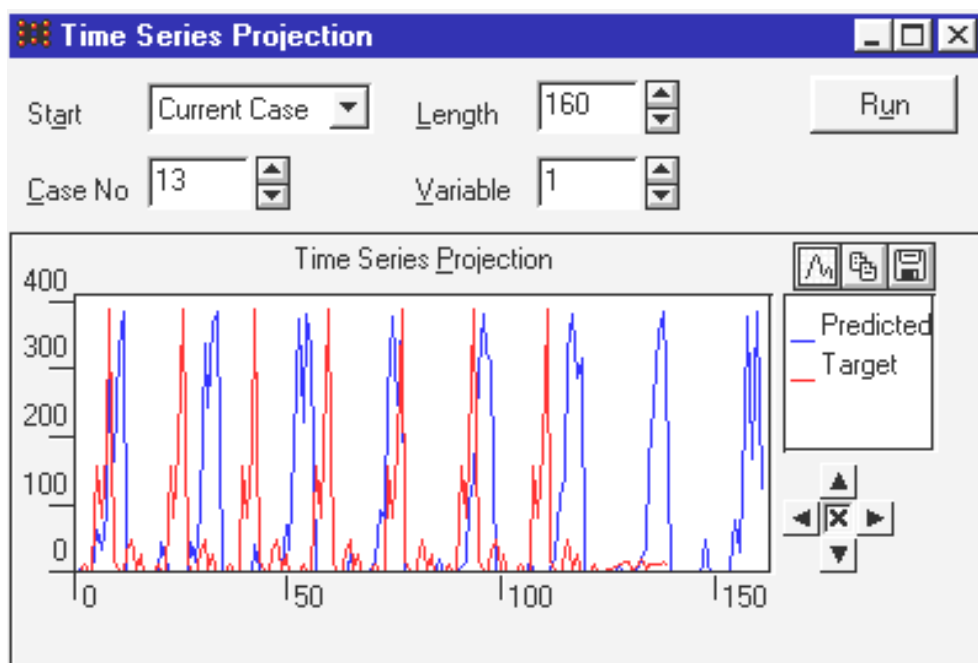 Time Series Projection
Start Current Case Length 160 Run
Case No 13 Variable 1
Time Series Projection
400
300
200
100
0
0 50 100 150
Predicted
Target